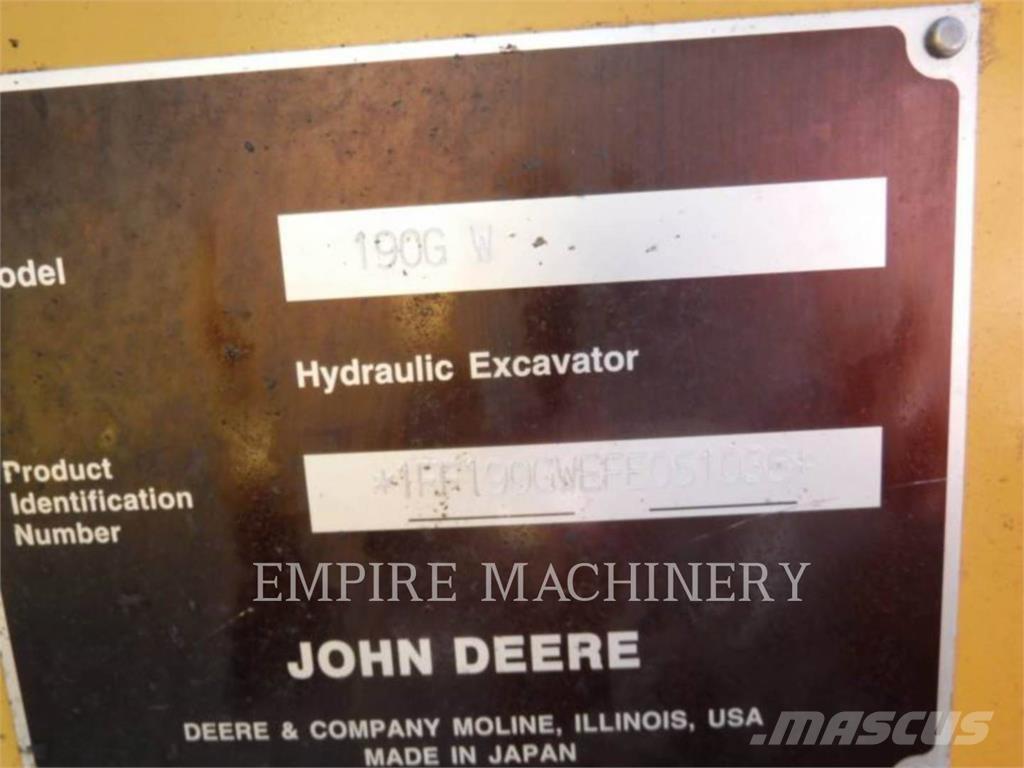 odel
190G W
Hydraulic Excavator
Product
Identification
Number
*1FF190GWEFE051036*
EMPIRE MACHINERY
JOHN DEERE
DEERE & COMPANY MOLINE, ILLINOIS, USA
MADE IN JAPAN
MASCUS